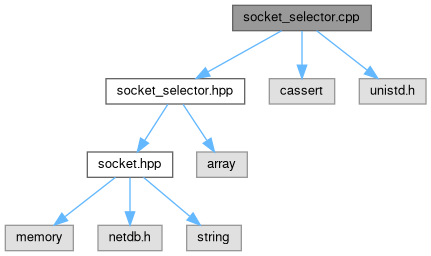 socket_selector.cpp
socket_selector.hpp
cassert
unistd.h
socket.hpp
array
memory
netdb.h
string